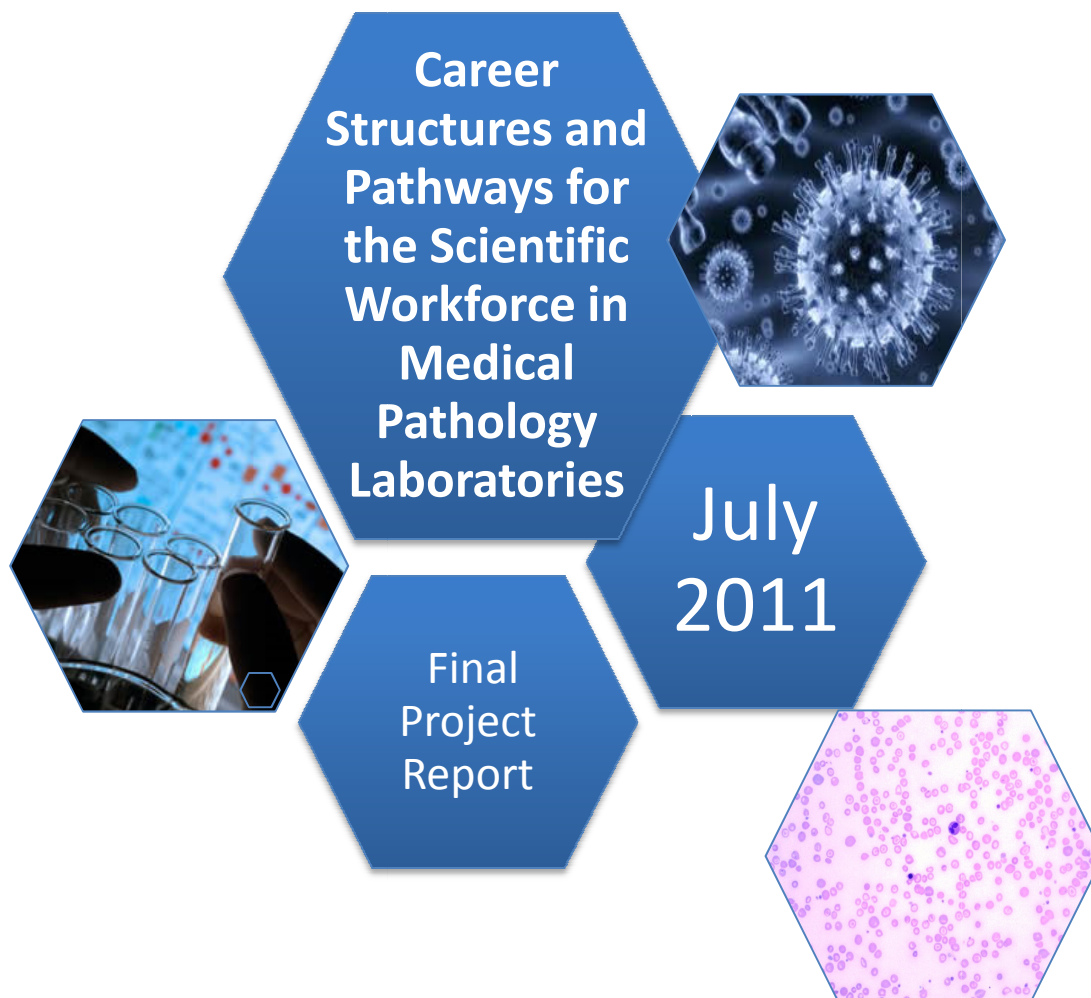 Career
Structures and
Pathways for
the Scientific
Workforce in
Medical
Pathology
Laboratories
July
2011
Final
Project
Report